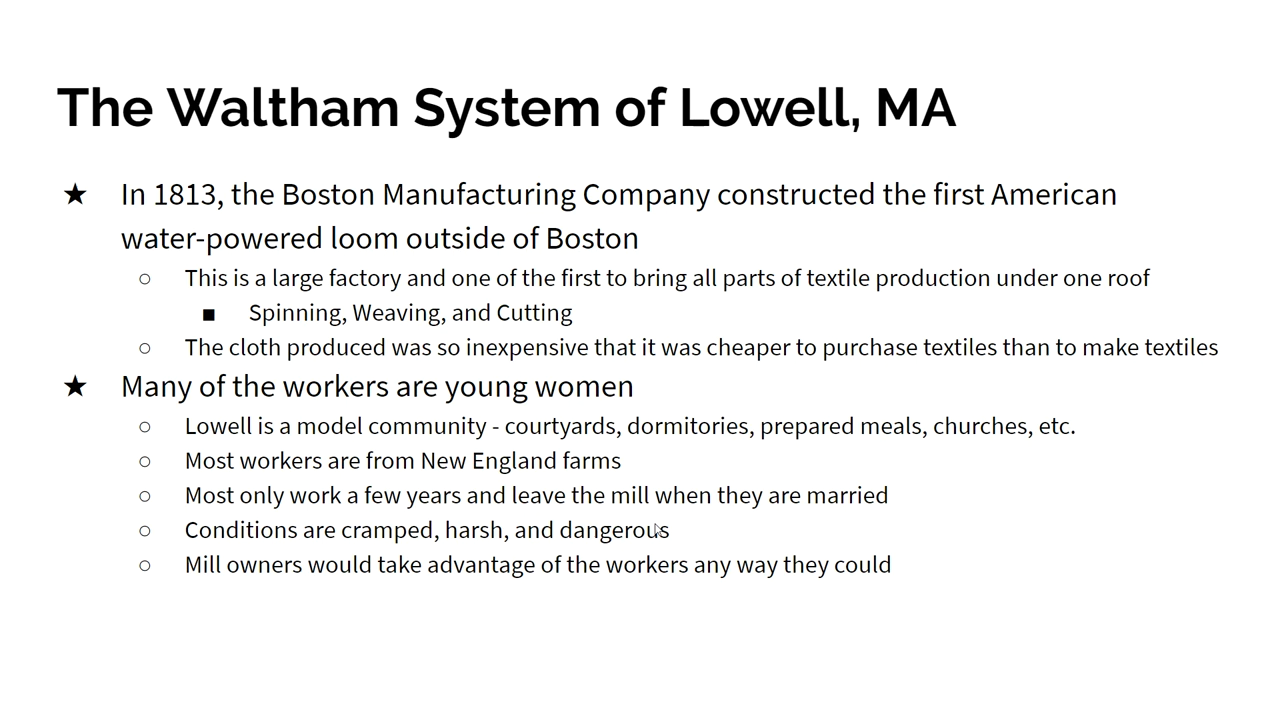 The Waltham System of Lowell, MA
★ In 1813, the Boston Manufacturing Company constructed the first American
water-powered loom outside of Boston
○ This is a large factory and one of the first to bring all parts of textile production under one roof
■ Spinning, Weaving, and Cutting
○ The cloth produced was so inexpensive that it was cheaper to purchase textiles than to make textiles
★ Many of the workers are young women
○ Lowell is a model community - courtyards, dormitories, prepared meals, churches, etc.
○ Most workers are from New England farms
○ Most only work a few years and leave the mill when they are married
○ Conditions are cramped, harsh, and dangerous
○ Mill owners would take advantage of the workers any way they could